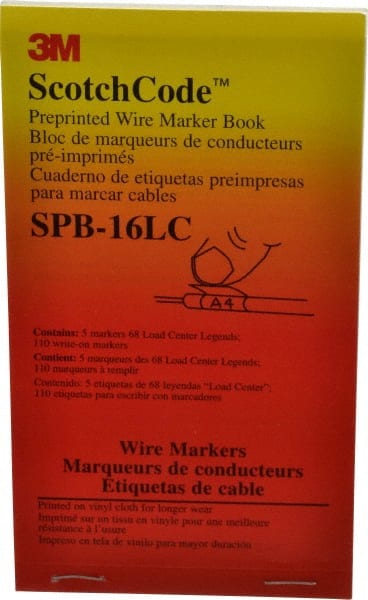 3M
ScotchCode™
Preprinted Wire Marker Book
Bloc de marqueurs de conducteurs
pré-imprimés
Cuaderno de etiquetas preimpresas
para marcar cables
SPB-16LC
A4
Contains: 5 markers 68 Load Center Legends;
110 write-on markers
Contient: 5 marqueurs des 68 Load Center Legends;
110 marqueurs à remplir
Contenido: 5 etiquetas de 68 leyendas "Load Center";
110 etiquetas para escribir con marcadores
Wire Markers
Marqueurs de conducteurs
Etiquetas de cable
Printed on vinyl cloth for longer wear
Imprimé sur un tissu en vinyle pour une meilleure
résistance à l'usure
Impreso en tela de vinilo para mayor duración